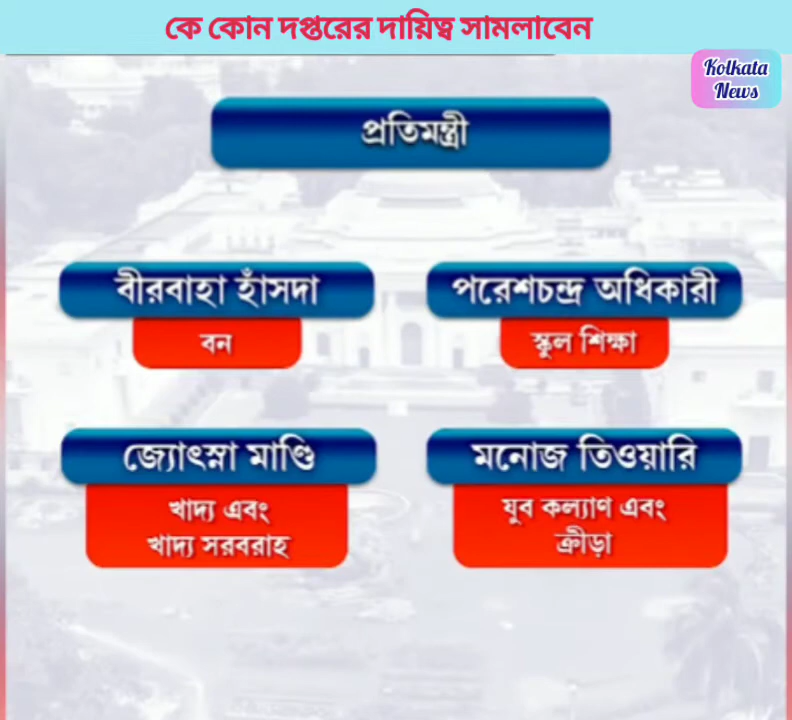 কে কোন দপ্তরের দায়িত্ব সামলাবেন
Kolkata
News
প্রতিমন্ত্রী
বীরবাহা হাঁসদা
বন
পরেশচন্দ্র অধিকারী
স্কুল শিক্ষা
জ্যোৎস্না মাণ্ডি
খাদ্য এবং
খাদ্য সরবরাহ
মনোজ তিওয়ারি
যুব কল্যাণ এবং
ক্রীড়া